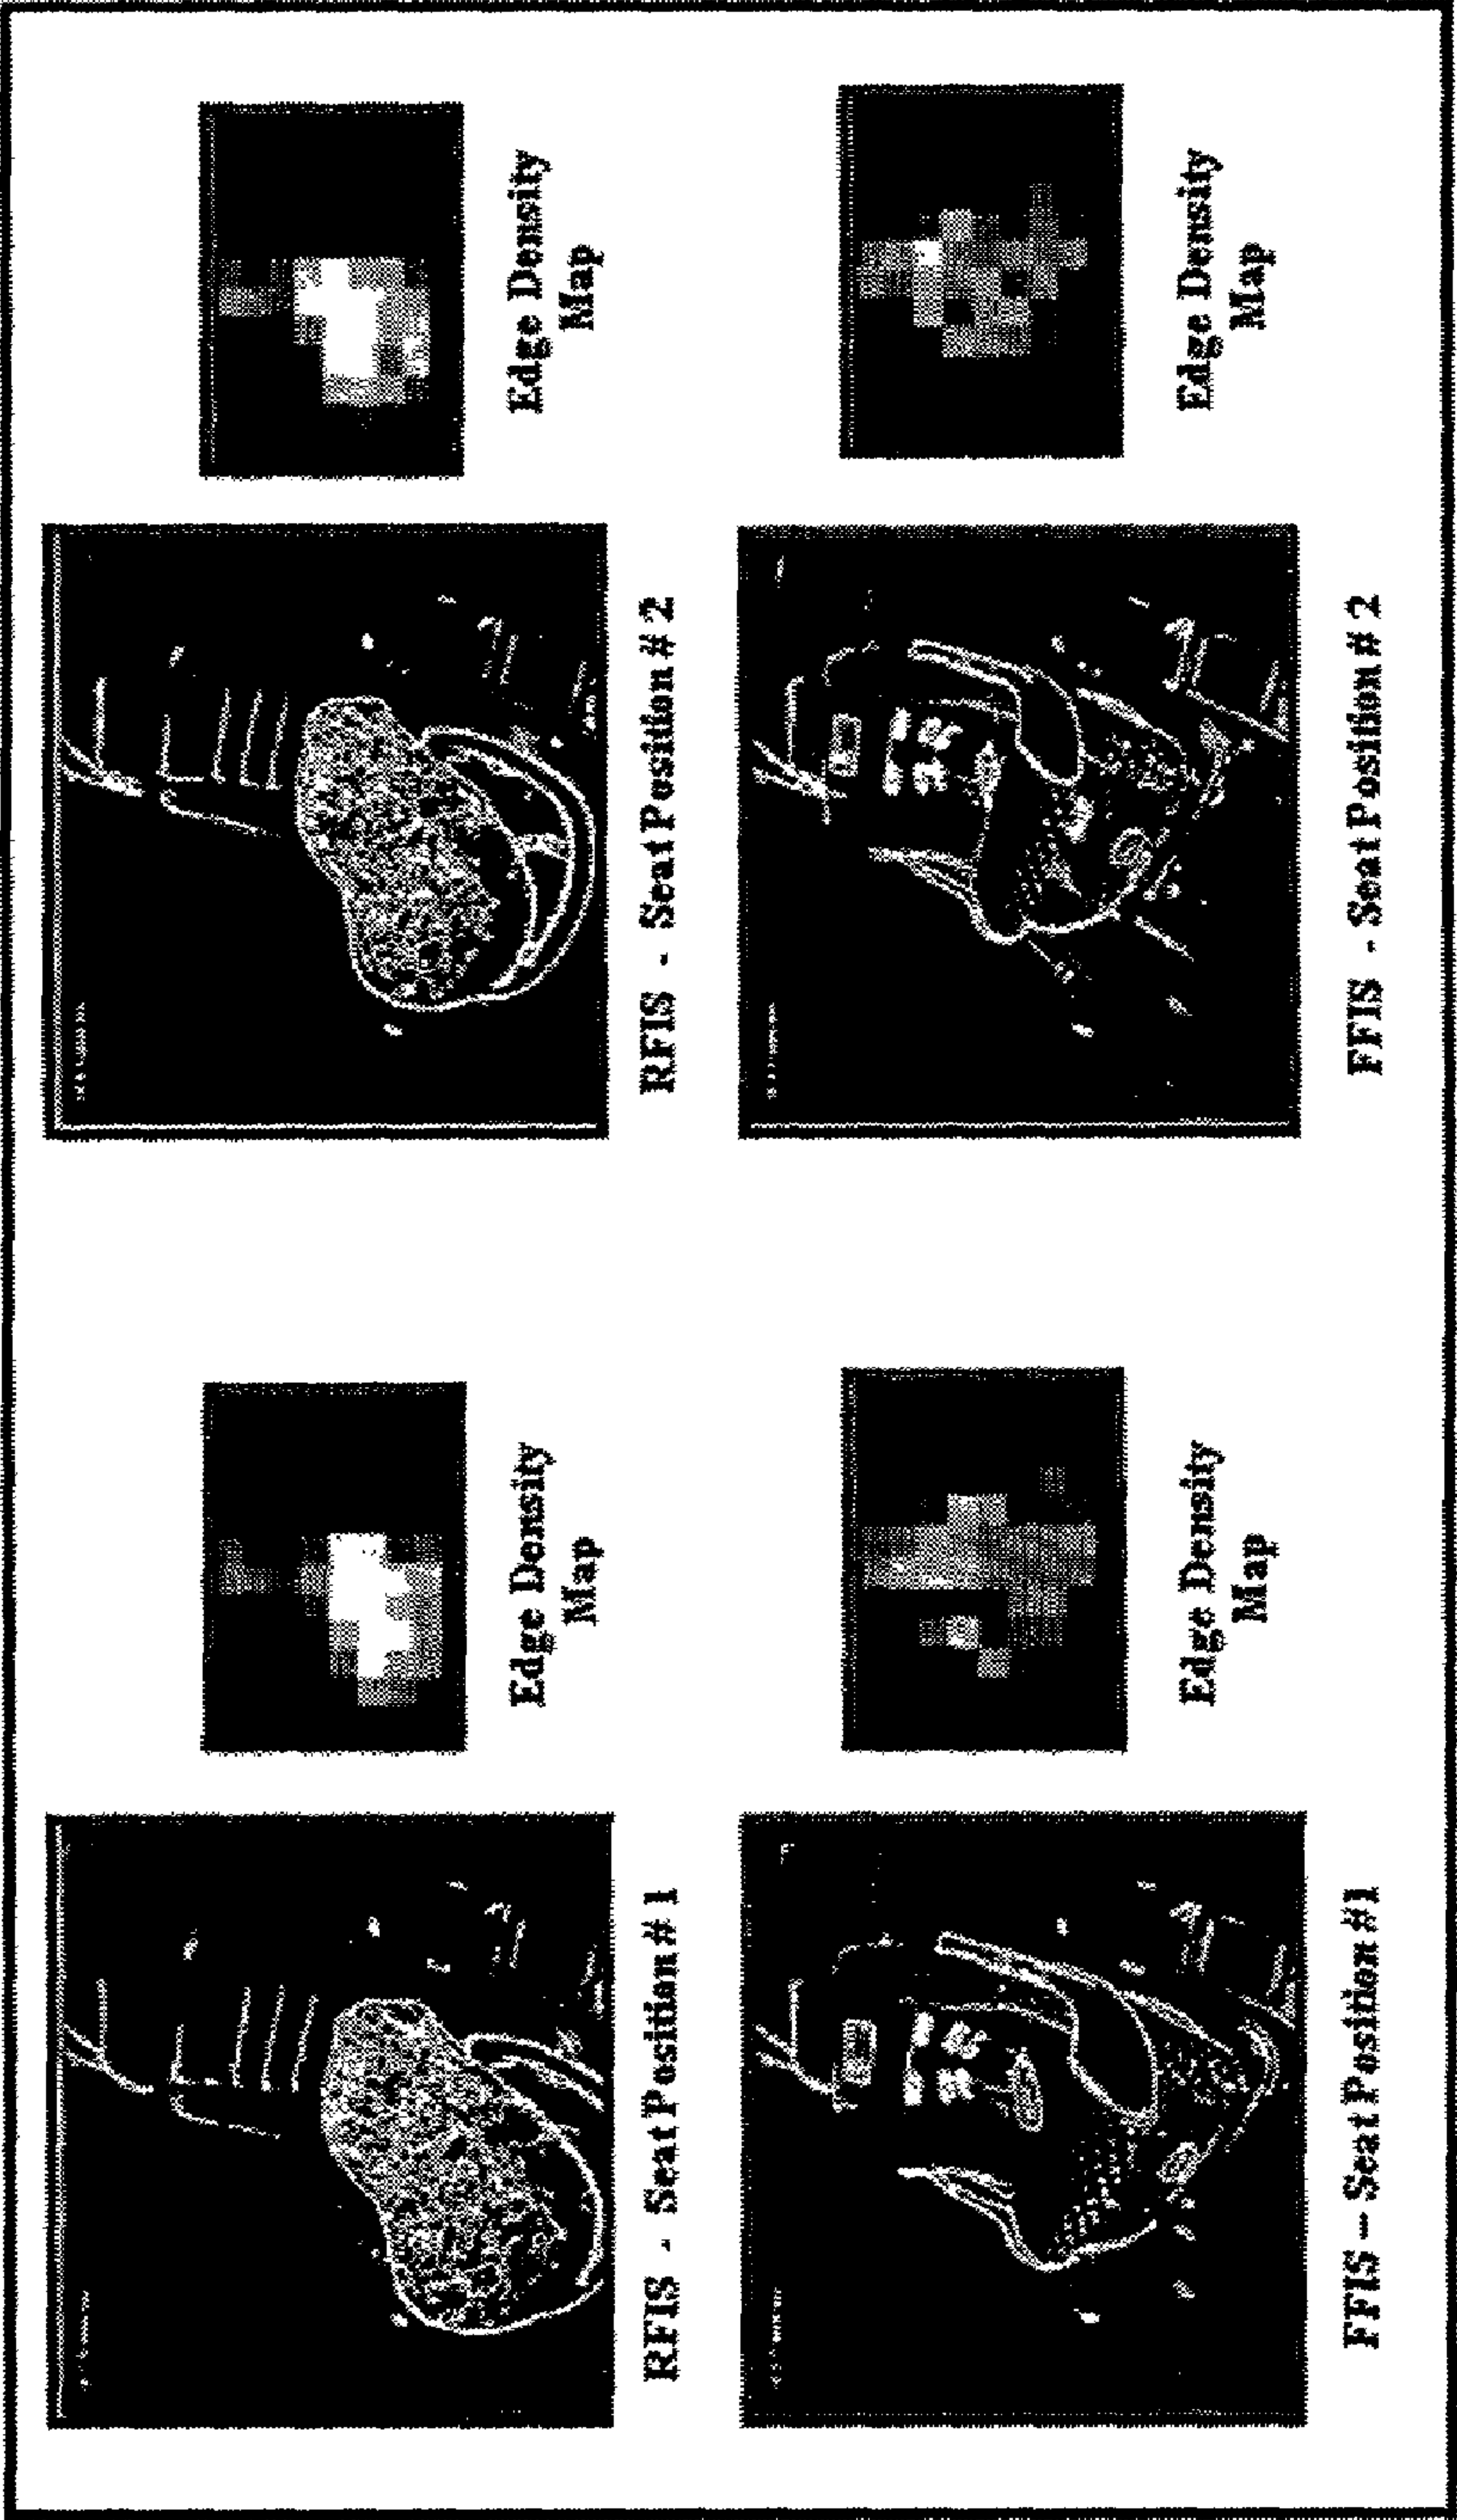 RFIS - Seat Position # 1
Edge Density
Map
RFIS - Seat Position # 2
Edge Density
Map
FFIS – Seat Position #1
Edge Density
Map
FFIS - Seat Position # 2
Edge Density
Map